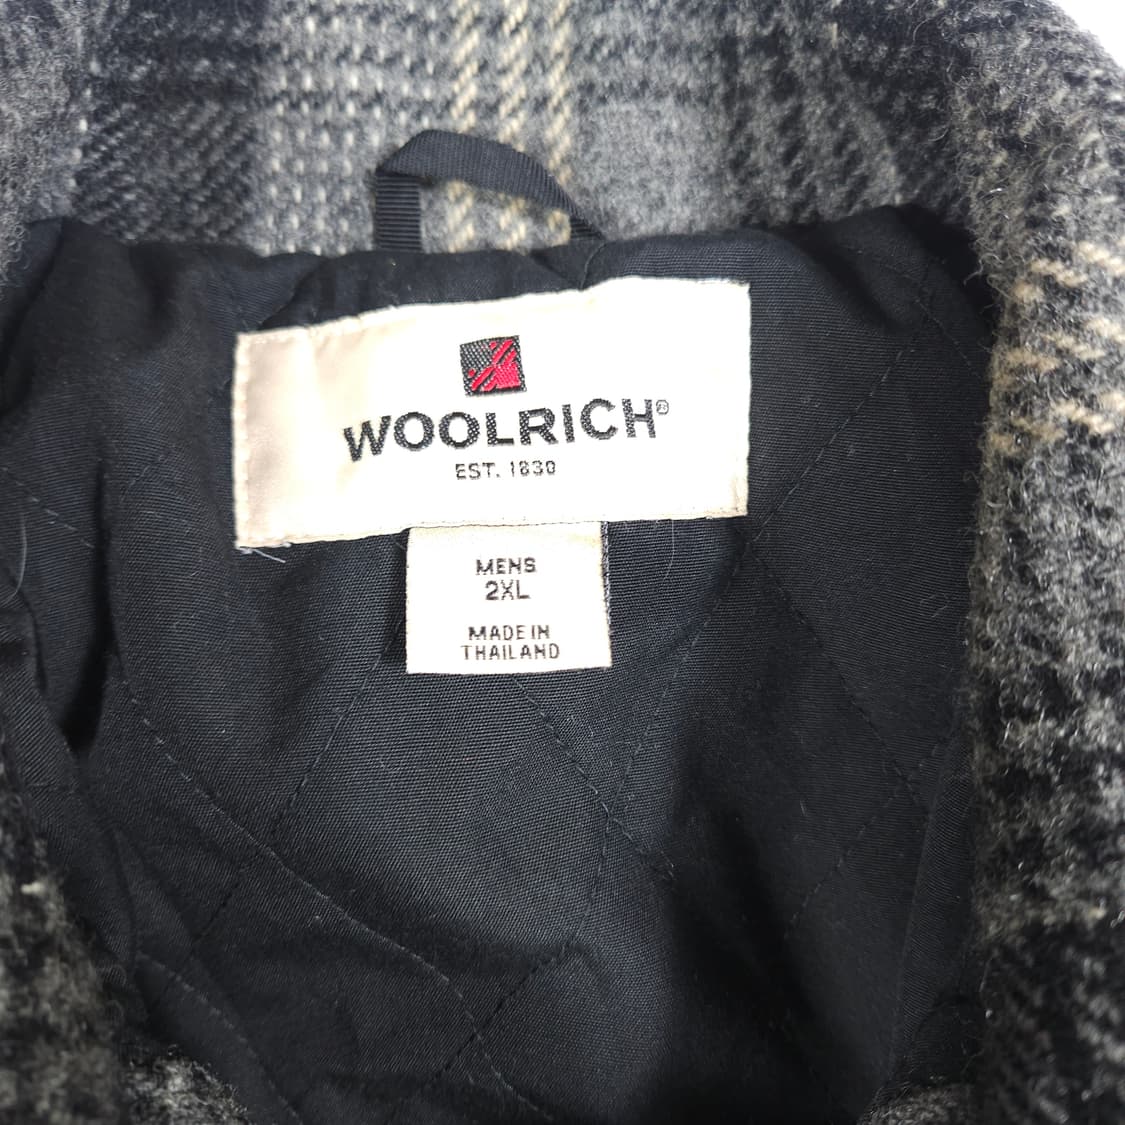 WOOLRICH®
EST. 1830
MENS
2XL
MADE IN
THAILAND